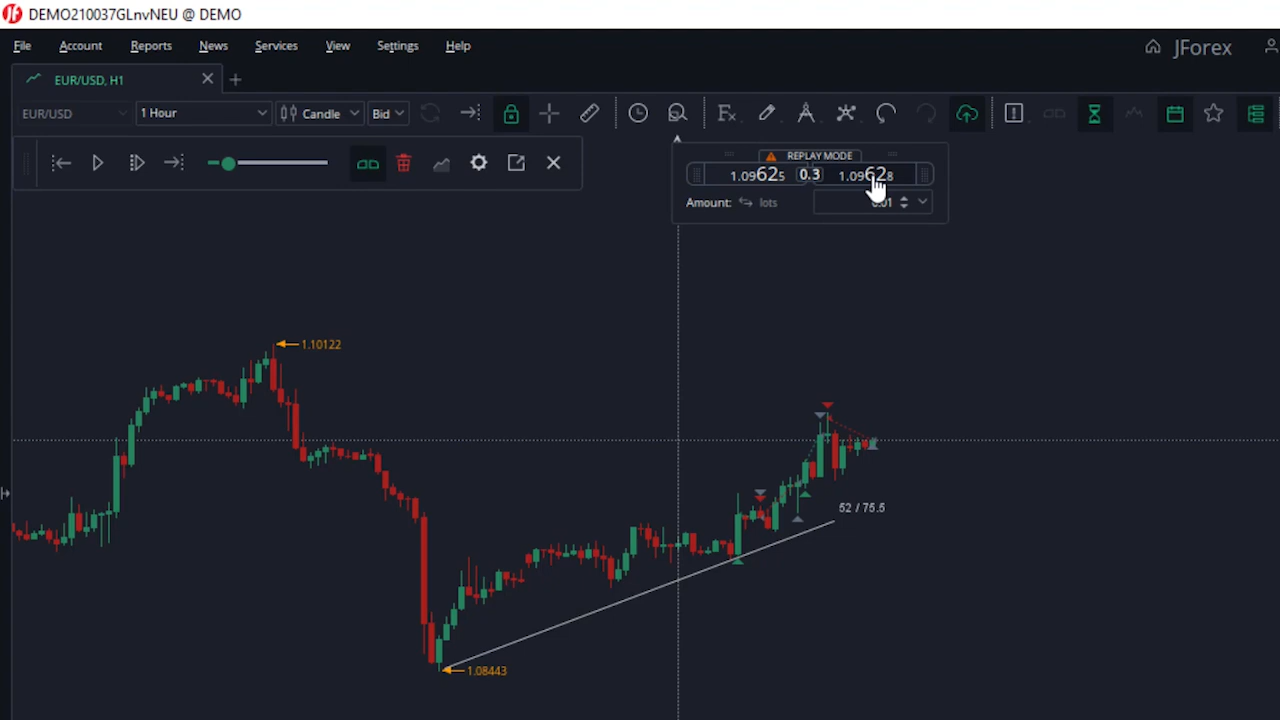 DEMO210037GLnvNEU @ DEMO
File Account Reports News Services View Settings Help JForex
EUR/USD, H1
EUR/USD 1 Hour Candle Bid Fx
REPLAY MODE
1.09625 0.3 1.09628
Amount: lots
1.10122
52 / 75.5
1.08443